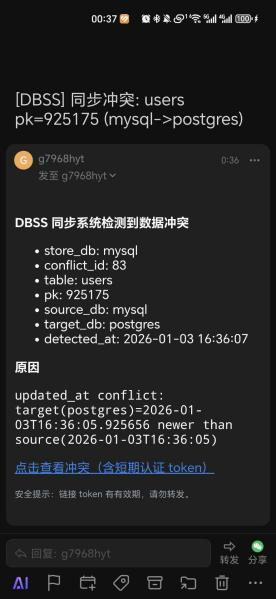 00:37
100
[DBSS] 同步冲突: users
pk=925175 (mysql->postgres)
G
g7968hyt
0:36
发至 g7968hyt
DBSS 同步系统检测到数据冲突
• store_db: mysql
• conflict_id: 83
• table: users
• pk: 925175
• source_db: mysql
• target_db: postgres
• detected_at: 2026-01-03 16:36:07
原因
updated_at conflict:
target(postgres)=2026-01-
03T16:36:05.925656 newer than
source(2026-01-03T16:36:05)
点击查看冲突（含短期认证 token）
安全提示：链接 token 有有效期，请勿转发。
回复: g7968hyt
转发
分享
AI